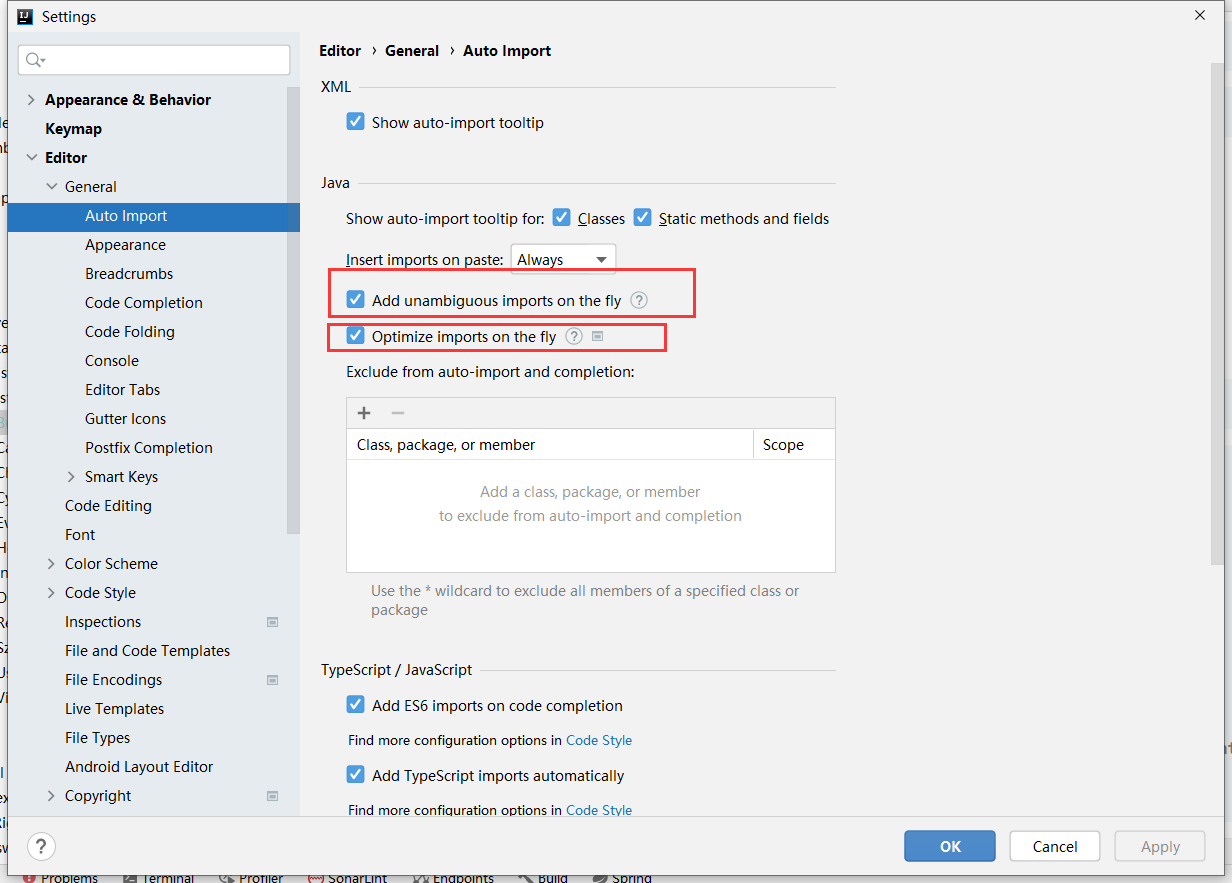 Settings
Editor › General › Auto Import
Appearance & Behavior
Keymap
Editor
General
Auto Import
Appearance
Breadcrumbs
Code Completion
Code Folding
Console
Editor Tabs
Gutter Icons
Postfix Completion
Smart Keys
Code Editing
Font
Color Scheme
Code Style
Inspections
File and Code Templates
File Encodings
Live Templates
File Types
Android Layout Editor
Copyright
XML
Show auto-import tooltip
Java
Show auto-import tooltip for: Classes Static methods and fields
Insert imports on paste: Always
Add unambiguous imports on the fly ?
Optimize imports on the fly ?
Exclude from auto-import and completion:
Class, package, or member Scope
Add a class, package, or member
to exclude from auto-import and completion
Use the * wildcard to exclude all members of a specified class or
package
TypeScript / JavaScript
Add ES6 imports on code completion
Find more configuration options in Code Style
Add TypeScript imports automatically
Find more configuration options in Code Style
? OK Cancel Apply
Problems Terminal Profiler SonarLint Endpoints Build Spring